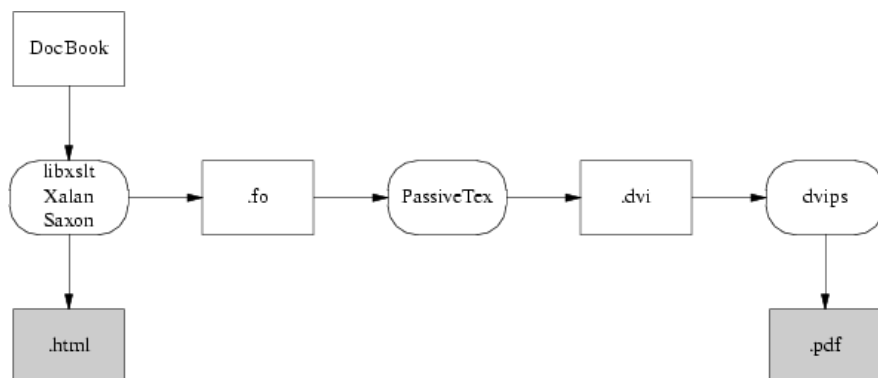 DocBook
libxslt
Xalan
Saxon
.fo
PassiveTex
.dvi
dvips
.html
.pdf